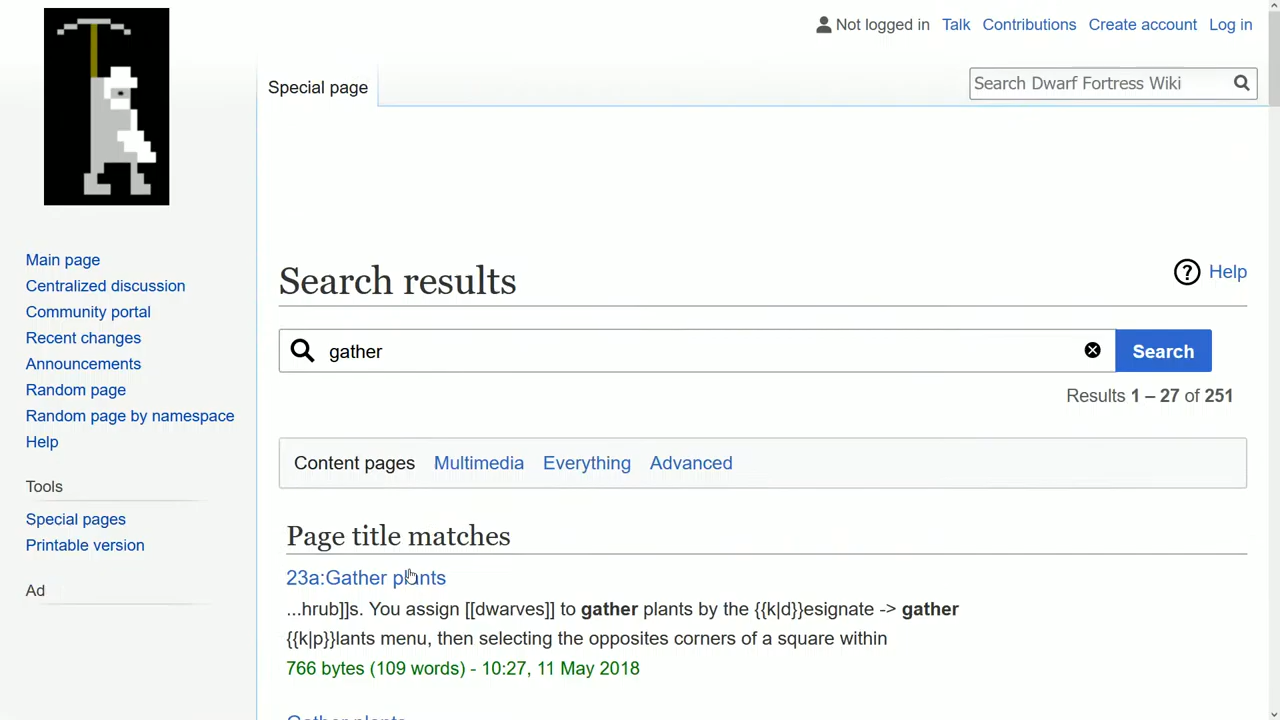 Not logged in Talk Contributions Create account Log in
Special page
Search Dwarf Fortress Wiki
Main page
Centralized discussion
Community portal
Recent changes
Announcements
Random page
Random page by namespace
Help
Tools
Special pages
Printable version
Ad
Search results
Help
gather
Search
Results 1 – 27 of 251
Content pages Multimedia Everything Advanced
Page title matches
23a:Gather plants
...hrub]]s. You assign [[dwarves]] to gather plants by the {{k|d}}esignate -> gather
{{k|p}}lants menu, then selecting the opposites corners of a square within
766 bytes (109 words) - 10:27, 11 May 2018
Gather plants